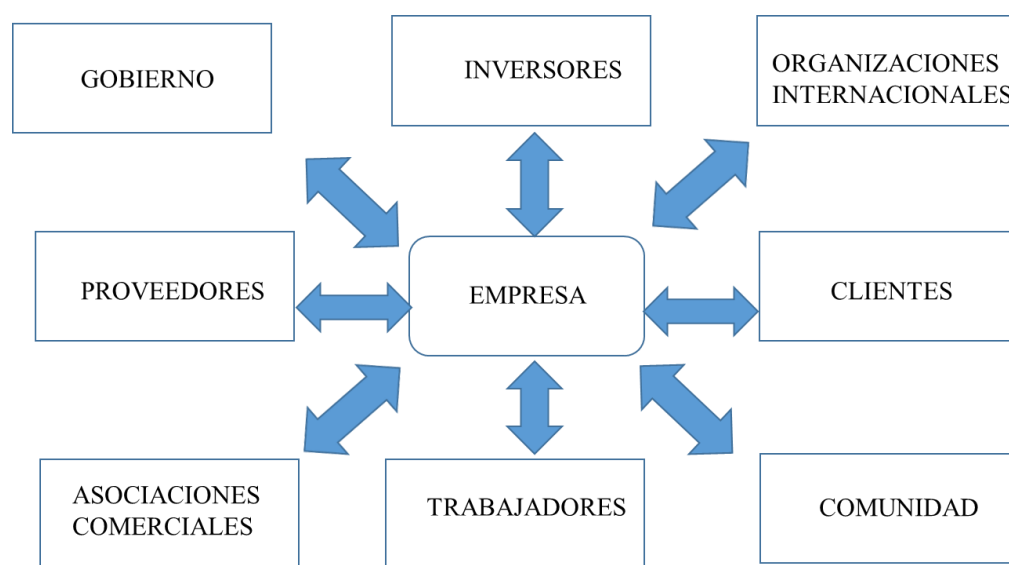 GOBIERNO
INVERSORES
ORGANIZACIONES
INTERNACIONALES
PROVEEDORES
EMPRESA
CLIENTES
ASOCIACIONES
COMERCIALES
TRABAJADORES
COMUNIDAD